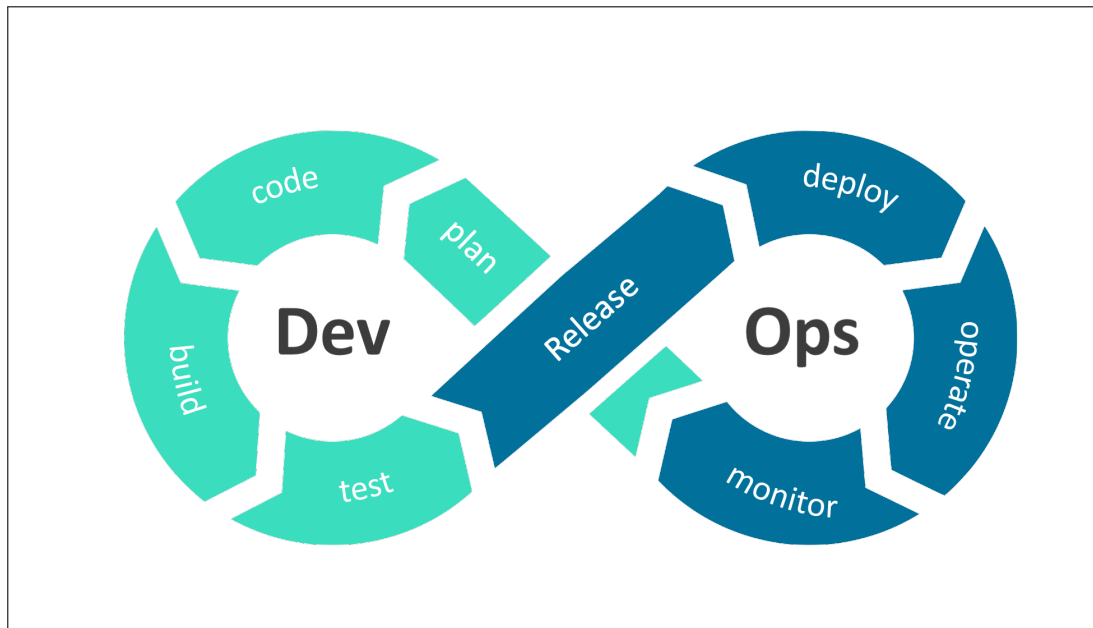 plan
code
build
test
Release
deploy
operate
monitor
Dev
Ops